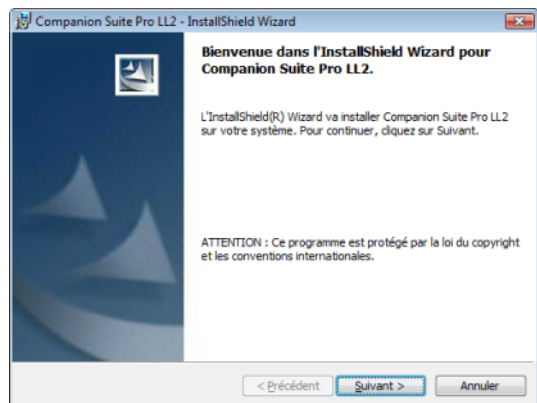 Companion Suite Pro LL2 - InstallShield Wizard
Bienvenue dans l'InstallShield Wizard pour
Companion Suite Pro LL2.
L'InstallShield(R) Wizard va installer Companion Suite Pro LL2
sur votre système. Pour continuer, cliquez sur Suivant.
ATTENTION : Ce programme est protégé par la loi du copyright
et les conventions internationales.
< Précédent Suivant > Annuler